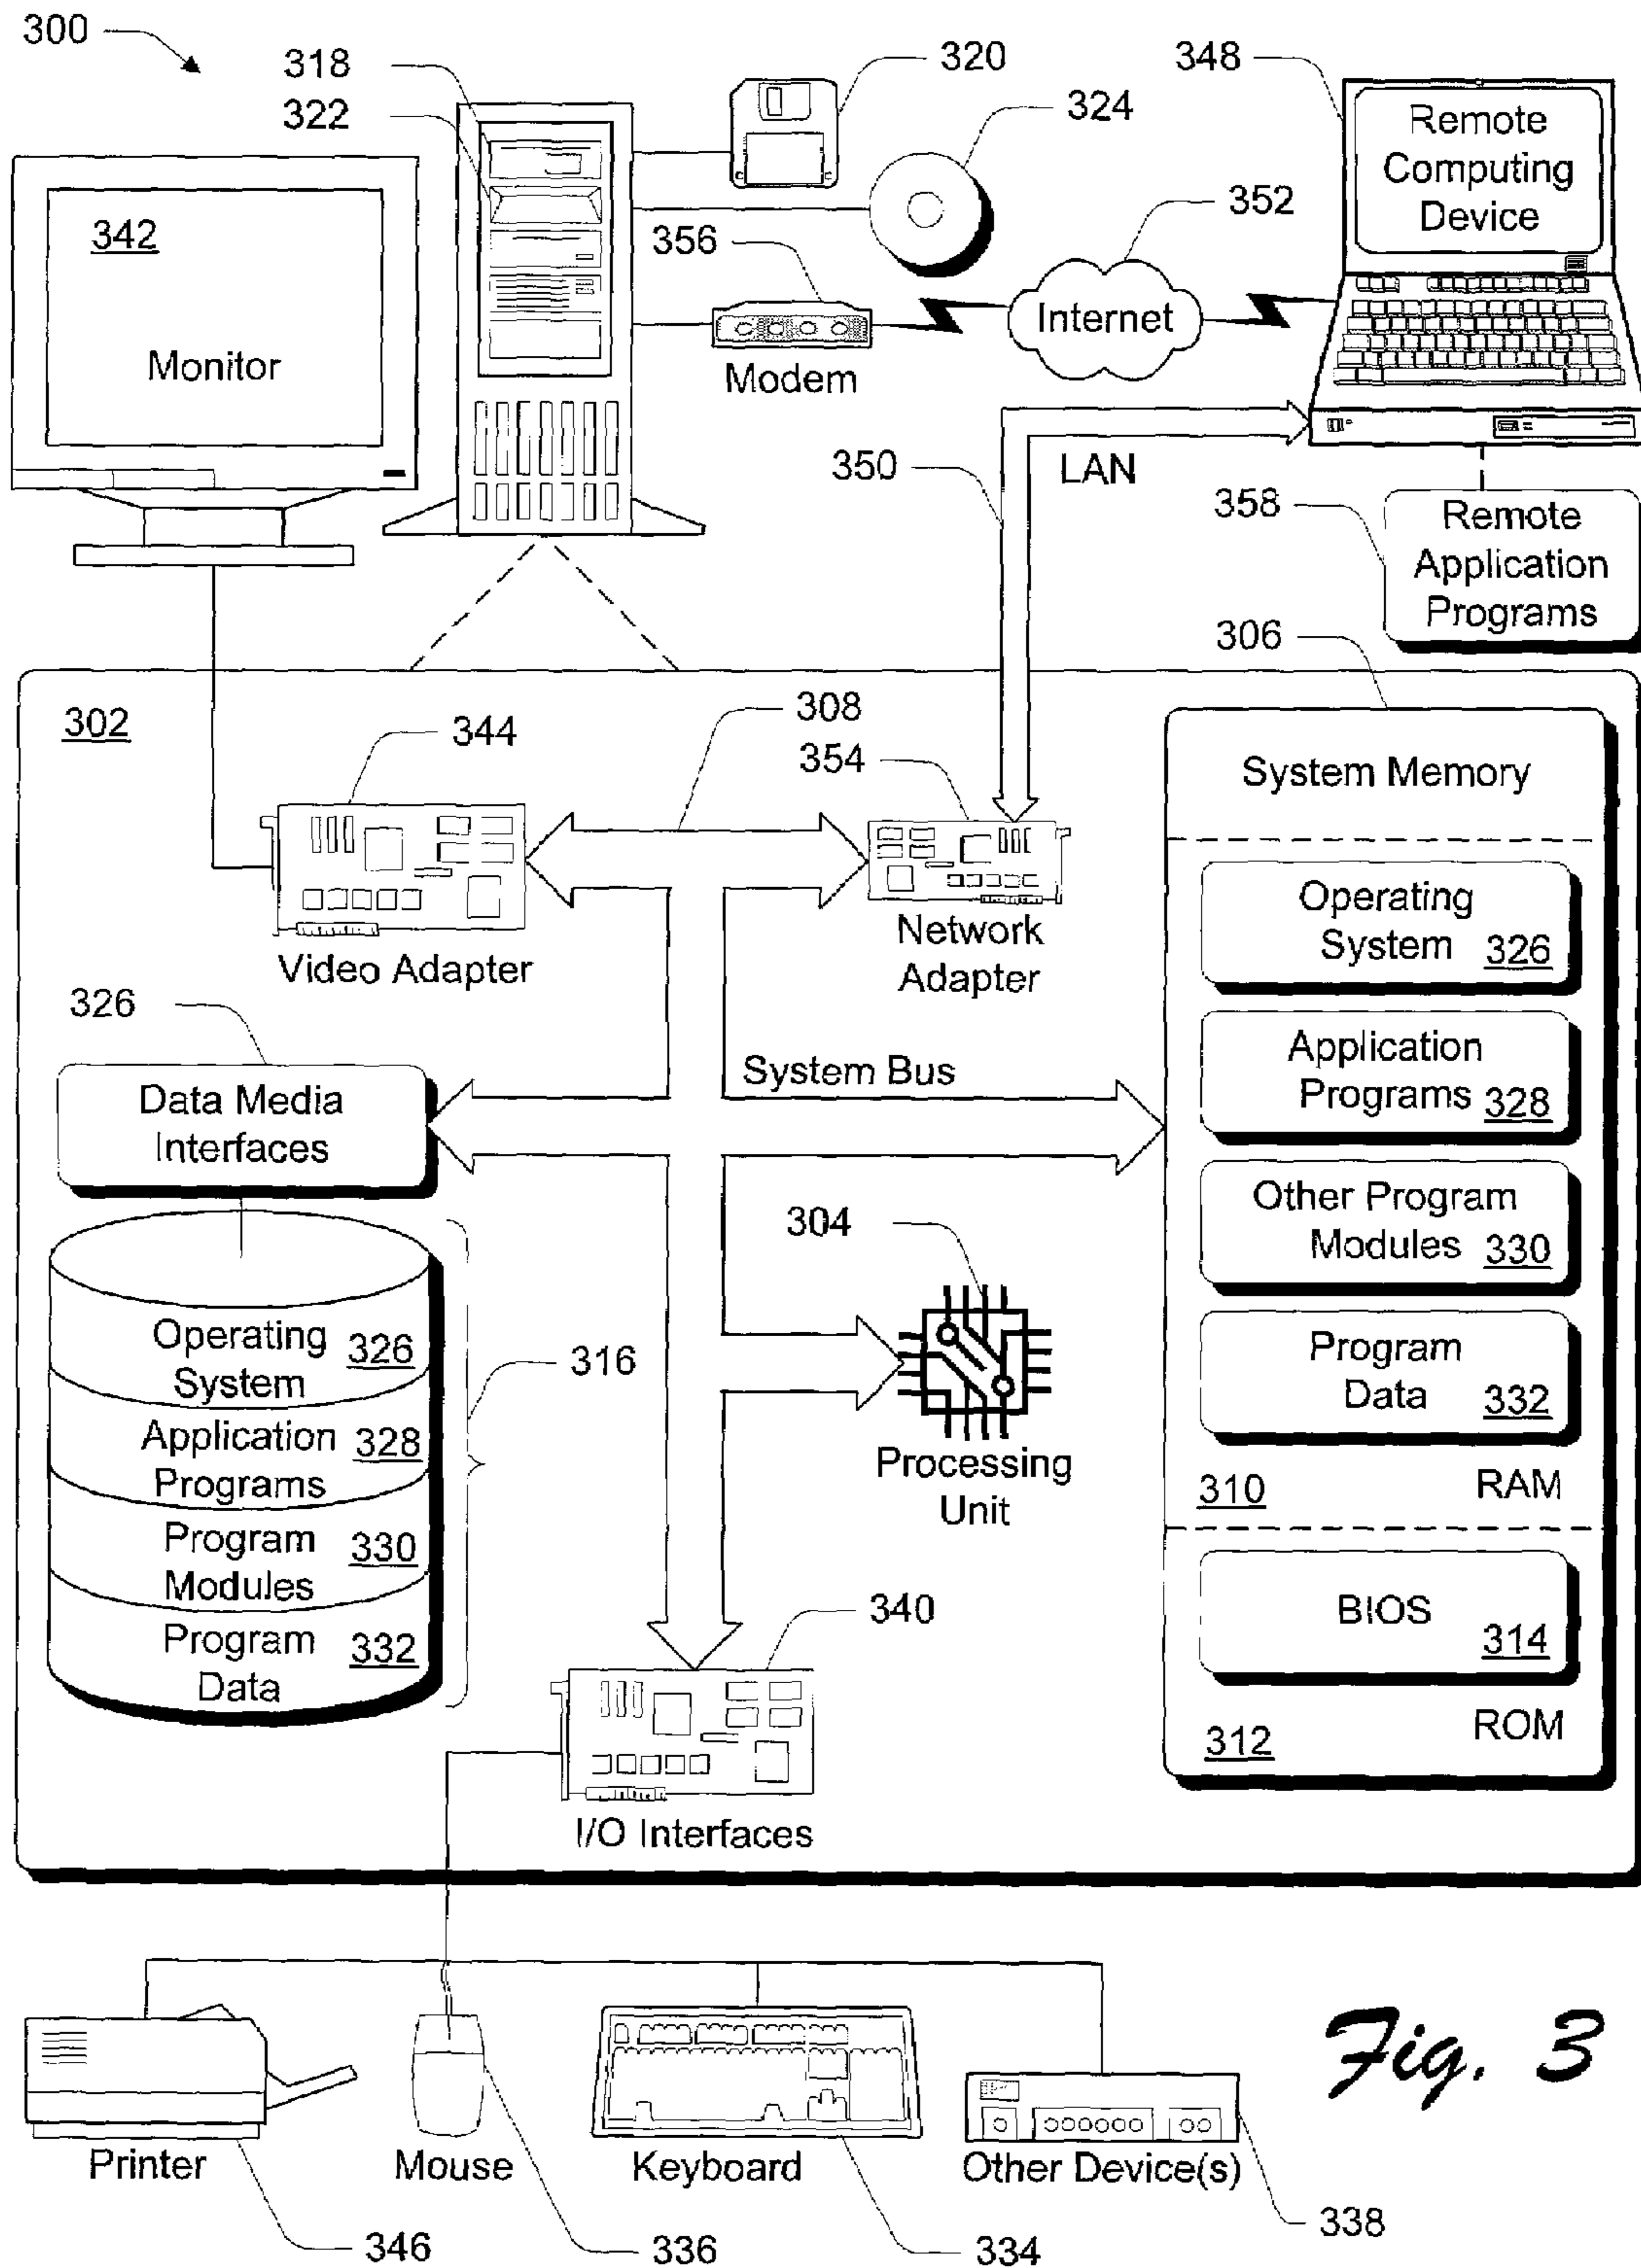 300
318
322
320
324
348
Remote
Computing
Device
352
356
342
Monitor
Modem
Internet
350
LAN
358
Remote
Application
Programs
306
302
344
308
354
System Memory
Operating
System 326
Video Adapter
Network
Adapter
326
Data Media
Interfaces
System Bus
Application
Programs 328
Other Program
Modules 330
304
Operating
System 326
316
Program
Data 332
Application
Programs 328
Processing
Unit
310 RAM
Program
Modules 330
340
BIOS
314
Program
Data 332
312 ROM
I/O Interfaces
Fig. 3
Printer
Mouse
Keyboard
Other Device(s)
346
336
334
338